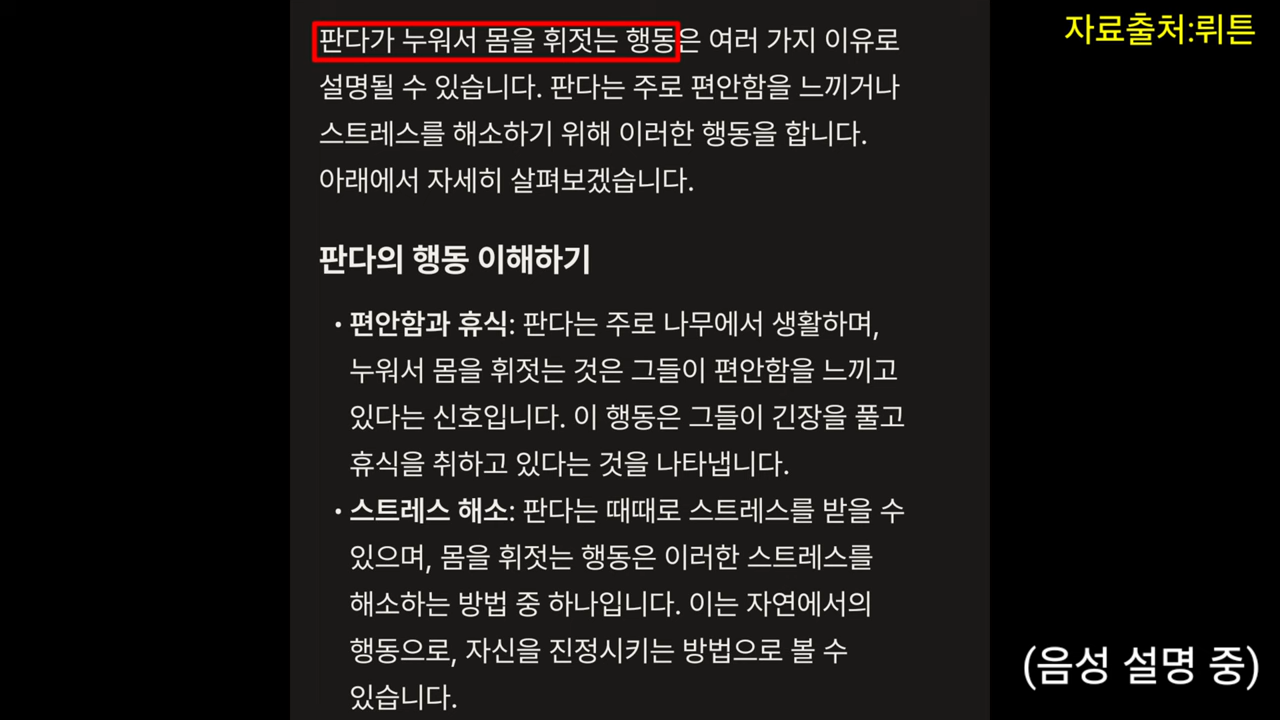 자료출처:뤼튼
판다가 누워서 몸을 휘젓는 행동은 여러 가지 이유로
설명될 수 있습니다. 판다는 주로 편안함을 느끼거나
스트레스를 해소하기 위해 이러한 행동을 합니다.
아래에서 자세히 살펴보겠습니다.
판다의 행동 이해하기
• 편안함과 휴식: 판다는 주로 나무에서 생활하며,
누워서 몸을 휘젓는 것은 그들이 편안함을 느끼고
있다는 신호입니다. 이 행동은 그들이 긴장을 풀고
휴식을 취하고 있다는 것을 나타냅니다.
• 스트레스 해소: 판다는 때때로 스트레스를 받을 수
있으며, 몸을 휘젓는 행동은 이러한 스트레스를
해소하는 방법 중 하나입니다. 이는 자연에서의
행동으로, 자신을 진정시키는 방법으로 볼 수
있습니다.
(음성 설명 중)